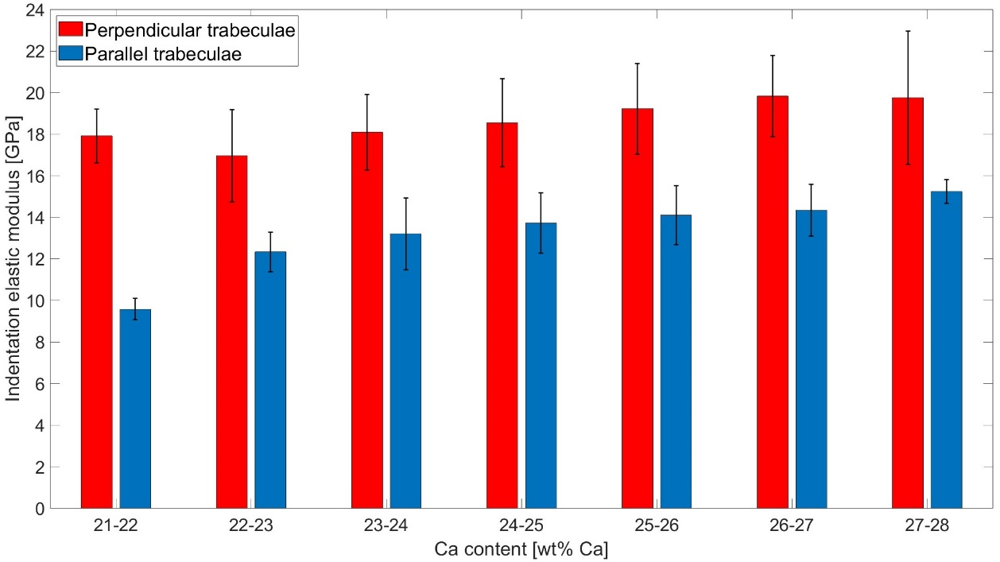 Perpendicular trabeculae
Parallel trabeculae
Indentation elastic modulus [GPa]
24
22
20
18
16
14
12
10
8
6
4
2
0
21-22 22-23 23-24 24-25 25-26 26-27 27-28
Ca content [wt% Ca]